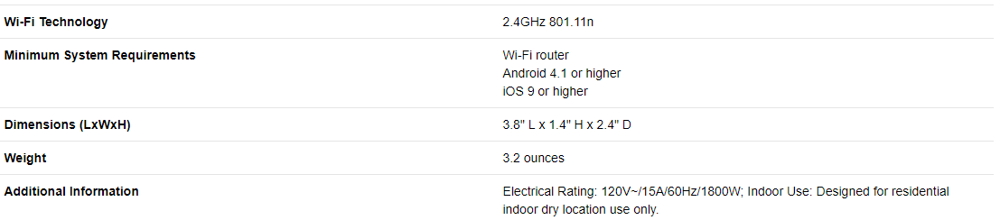 Wi-Fi Technology 2.4GHz 801.11n
Minimum System Requirements Wi-Fi router
Android 4.1 or higher
iOS 9 or higher
Dimensions (LxWxH) 3.8" L x 1.4" H x 2.4" D
Weight 3.2 ounces
Additional Information Electrical Rating: 120V~/15A/60Hz/1800W; Indoor Use: Designed for residential
indoor dry location use only.